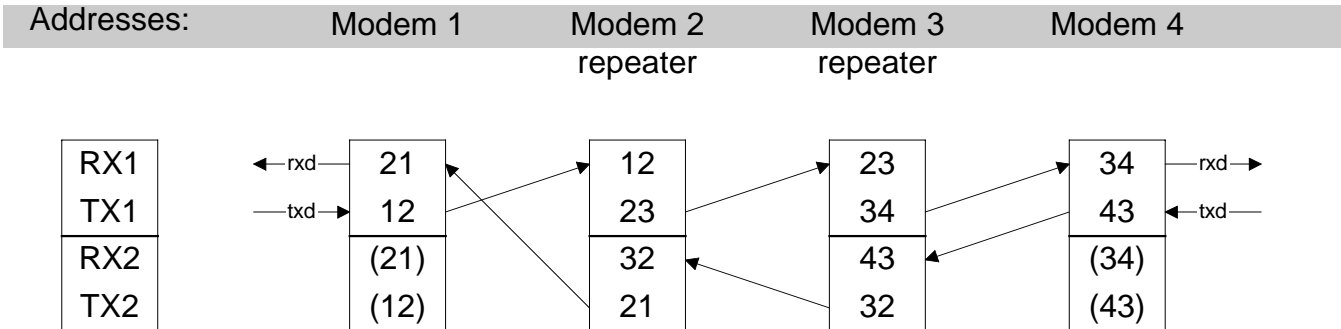 Addresses: Modem 1 Modem 2 Modem 3 Modem 4
repeater repeater
RX1 rxd 21 12 23 34 rxd
TX1 txd 12 23 34 43 txd
RX2 (21) 32 43 (34)
TX2 (12) 21 32 (43)